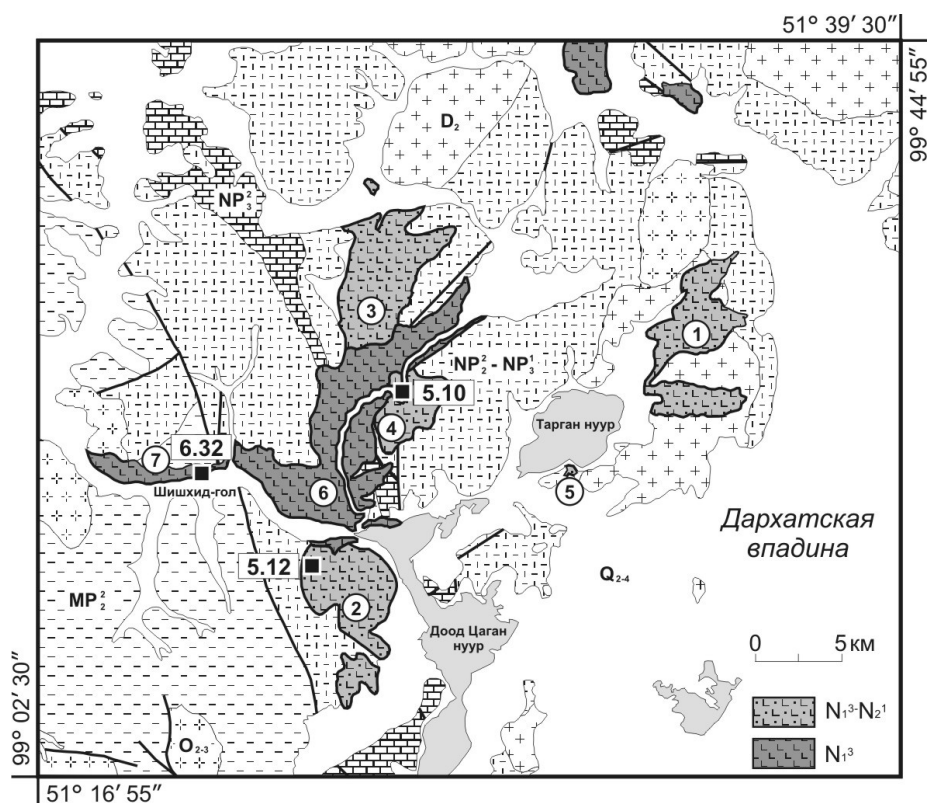 51° 39′ 30″
99° 44′ 55″
D₂
NP₃²
3
1
NP₂² - NP₃¹
5.10
Тарган нуур
4
6.32
7
Шишхид-гол
6
5
Дархатская
впадина
5.12
Q₂₋₄
MP₂²
2
Доод Цаган
нуур
0 5 км
99° 02′ 30″
N₁³-N₂¹
O₂₋₃
N₁³
51° 16′ 55″